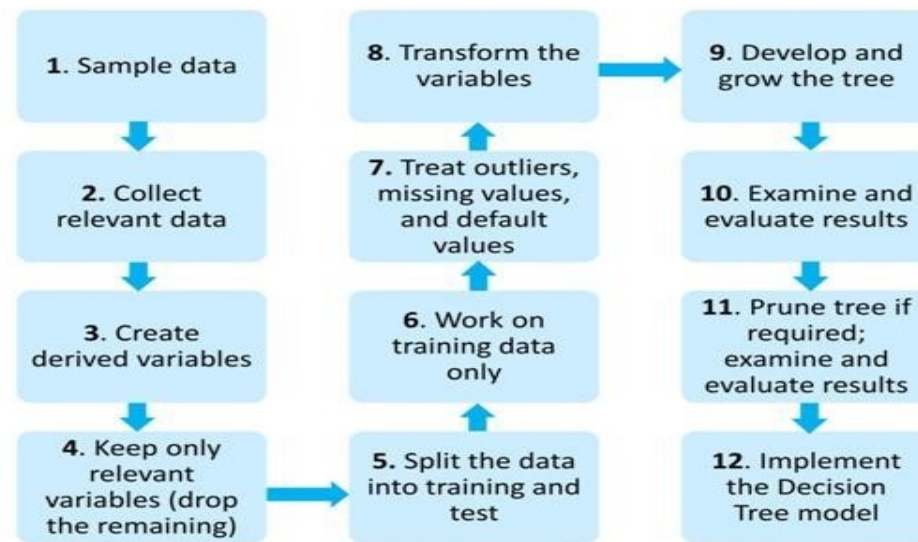 1. Sample data
2. Collect
relevant data
3. Create
derived variables
4. Keep only
relevant
variables (drop
the remaining)
5. Split the data
into training and
test
6. Work on
training data
only
7. Treat outliers,
missing values,
and default
values
8. Transform the
variables
9. Develop and
grow the tree
10. Examine and
evaluate results
11. Prune tree if
required;
examine and
evaluate results
12. Implement
the Decision
Tree model